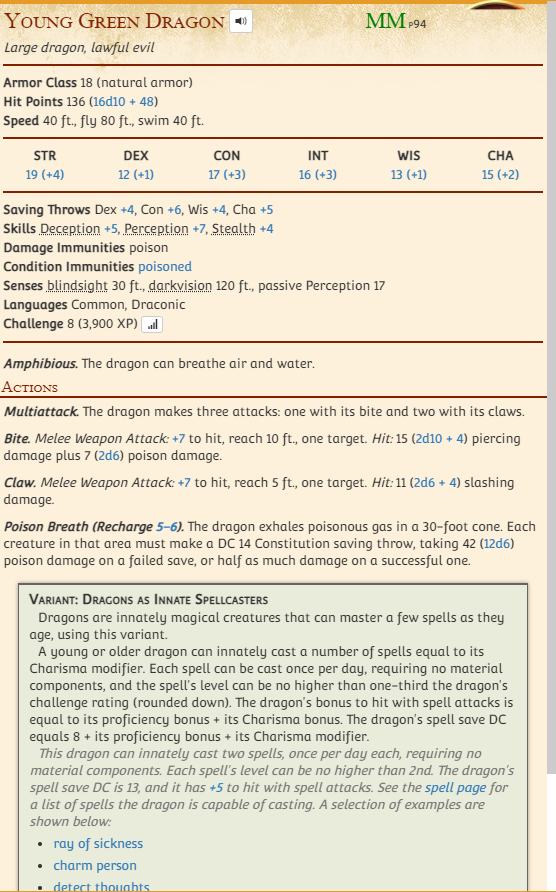 Young Green Dragon
MM p94
Large dragon, lawful evil
Armor Class 18 (natural armor)
Hit Points 136 (16d10 + 48)
Speed 40 ft., fly 80 ft., swim 40 ft.
STR DEX CON INT WIS CHA
19 (+4) 12 (+1) 17 (+3) 16 (+3) 13 (+1) 15 (+2)
Saving Throws Dex +4, Con +6, Wis +4, Cha +5
Skills Deception +5, Perception +7, Stealth +4
Damage Immunities poison
Condition Immunities poisoned
Senses blindsight 30 ft., darkvision 120 ft., passive Perception 17
Languages Common, Draconic
Challenge 8 (3,900 XP)
Amphibious. The dragon can breathe air and water.
Actions
Multiattack. The dragon makes three attacks: one with its bite and two with its claws.
Bite. Melee Weapon Attack: +7 to hit, reach 10 ft., one target. Hit: 15 (2d10 + 4) piercing
damage plus 7 (2d6) poison damage.
Claw. Melee Weapon Attack: +7 to hit, reach 5 ft., one target. Hit: 11 (2d6 + 4) slashing
damage.
Poison Breath (Recharge 5–6). The dragon exhales poisonous gas in a 30-foot cone. Each
creature in that area must make a DC 14 Constitution saving throw, taking 42 (12d6)
poison damage on a failed save, or half as much damage on a successful one.
Variant: Dragons as Innate Spellcasters
Dragons are innately magical creatures that can master a few spells as they
age, using this variant.
A young or older dragon can innately cast a number of spells equal to its
Charisma modifier. Each spell can be cast once per day, requiring no material
components, and the spell's level can be no higher than one-third the dragon's
challenge rating (rounded down). The dragon's bonus to hit with spell attacks is
equal to its proficiency bonus + its Charisma bonus. The dragon's spell save DC
equals 8 + its proficiency bonus + its Charisma modifier.
This dragon can innately cast two spells, once per day each, requiring no
material components. Each spell's level can be no higher than 2nd. The dragon's
spell save DC is 13, and it has +5 to hit with spell attacks. See the spell page for
a list of spells the dragon is capable of casting. A selection of examples are
shown below:
• ray of sickness
• charm person
• detect thoughts